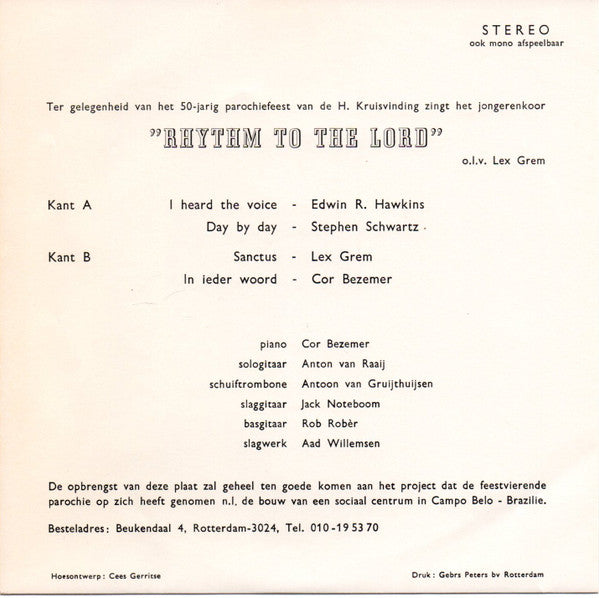 STEREO
ook mono afspeelbaar
Ter gelegenheid van het 50-jarig parochiefeest van de H. Kruisvinding zingt het jongerenkoor
”RHYTHM TO THE LORD”
o.l.v. Lex Grem
Kant A I heard the voice - Edwin R. Hawkins
Day by day - Stephen Schwartz
Kant B Sanctus - Lex Grem
In ieder woord - Cor Bezemer
piano Cor Bezemer
sologitaar Anton van Raaij
schuiftrombone Antoon van Gruijthuijsen
slaggitaar Jack Noteboom
basgitaar Rob Robèr
slagwerk Aad Willemsen
De opbrengst van deze plaat zal geheel ten goede komen aan het project dat de feestvierende
parochie op zich heeft genomen n.l. de bouw van een sociaal centrum in Campo Belo - Brazilie.
Besteladres: Beukendaal 4, Rotterdam-3024, Tel. 010-195370
Hoesontwerp: Cees Gerritse
Druk: Gebrs Peters bv Rotterdam